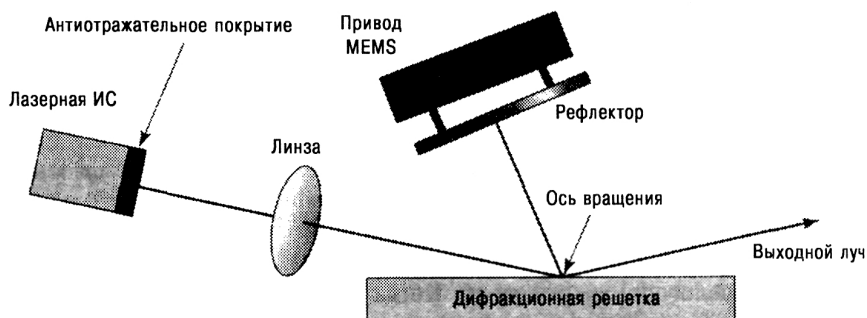 Антиотражательное покрытие
Привод
MEMS
Лазерная ИС
Линза
Рефлектор
Ось вращения
Выходной луч
Дифракционная решетка